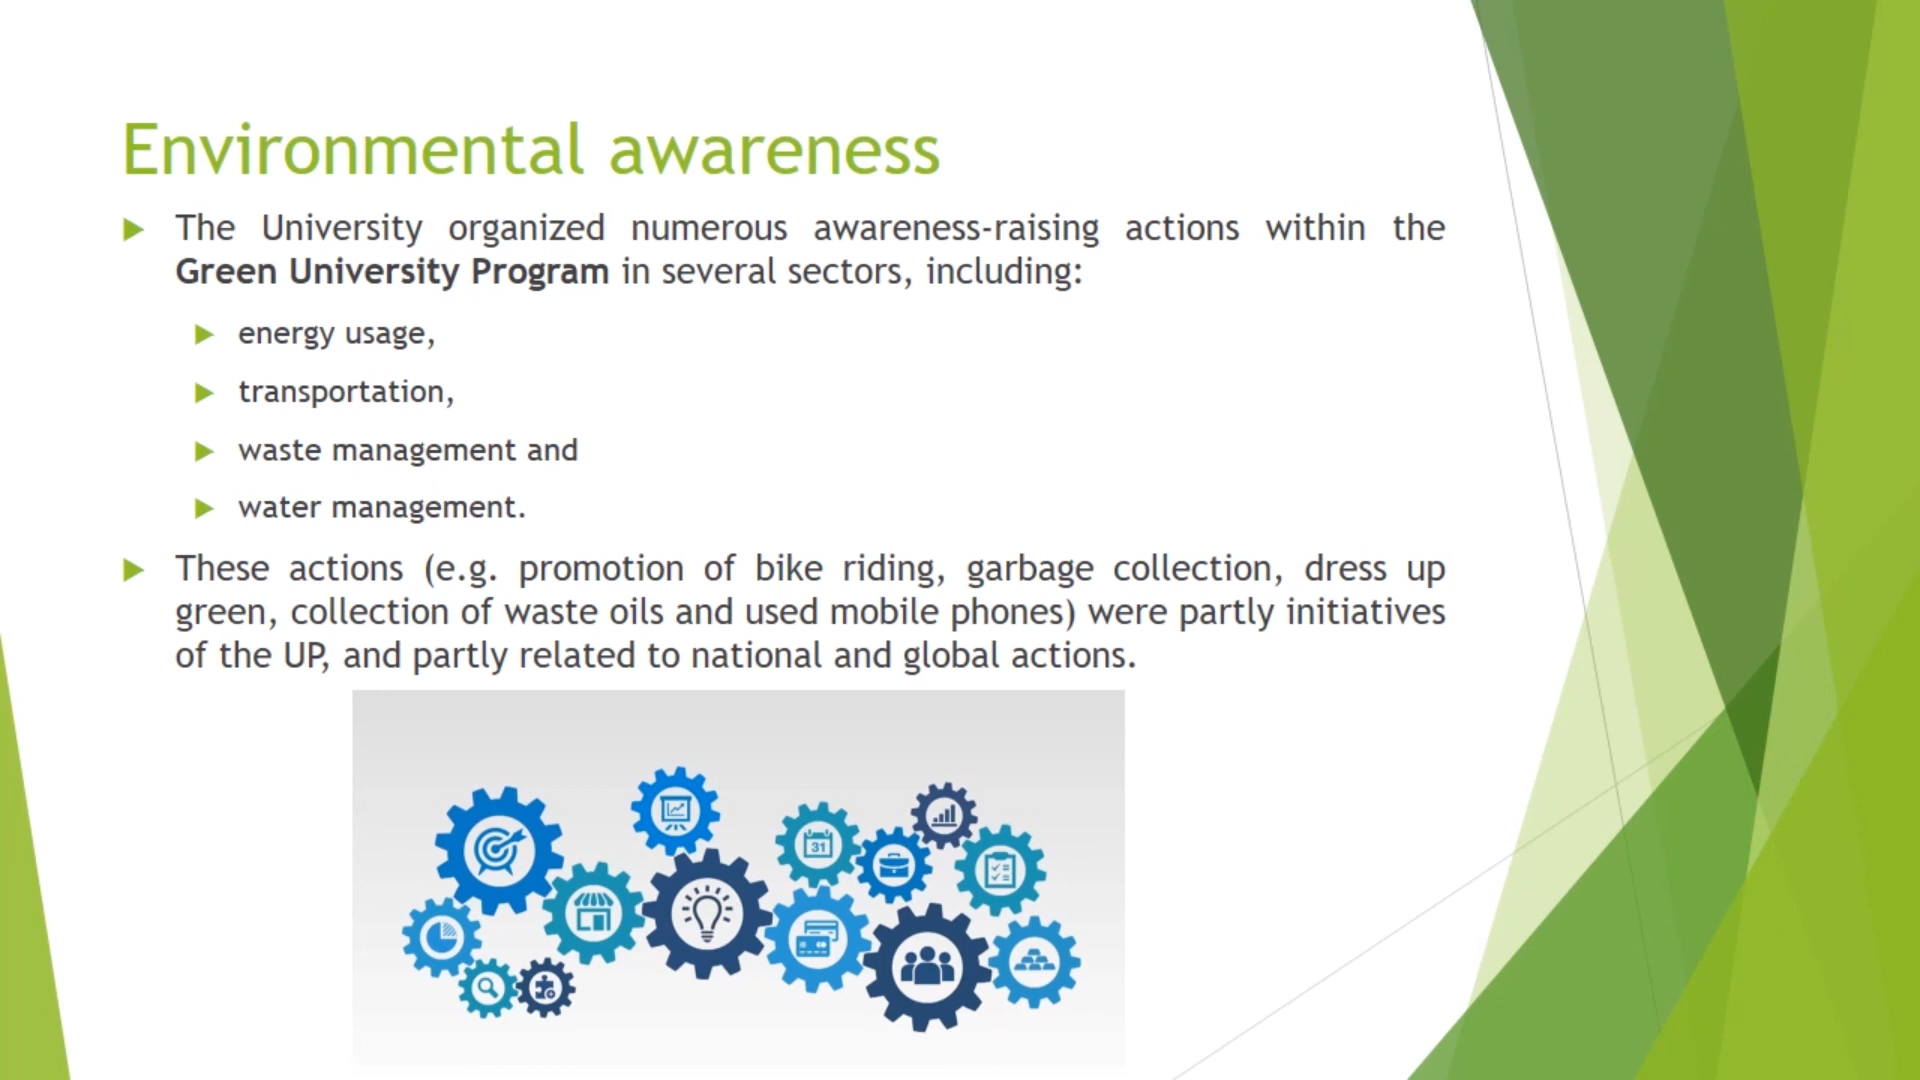 Environmental awareness
The University organized numerous awareness-raising actions within the
Green University Program in several sectors, including:
energy usage,
transportation,
waste management and
water management.
These actions (e.g. promotion of bike riding, garbage collection, dress up
green, collection of waste oils and used mobile phones) were partly initiatives
of the UP, and partly related to national and global actions.
31